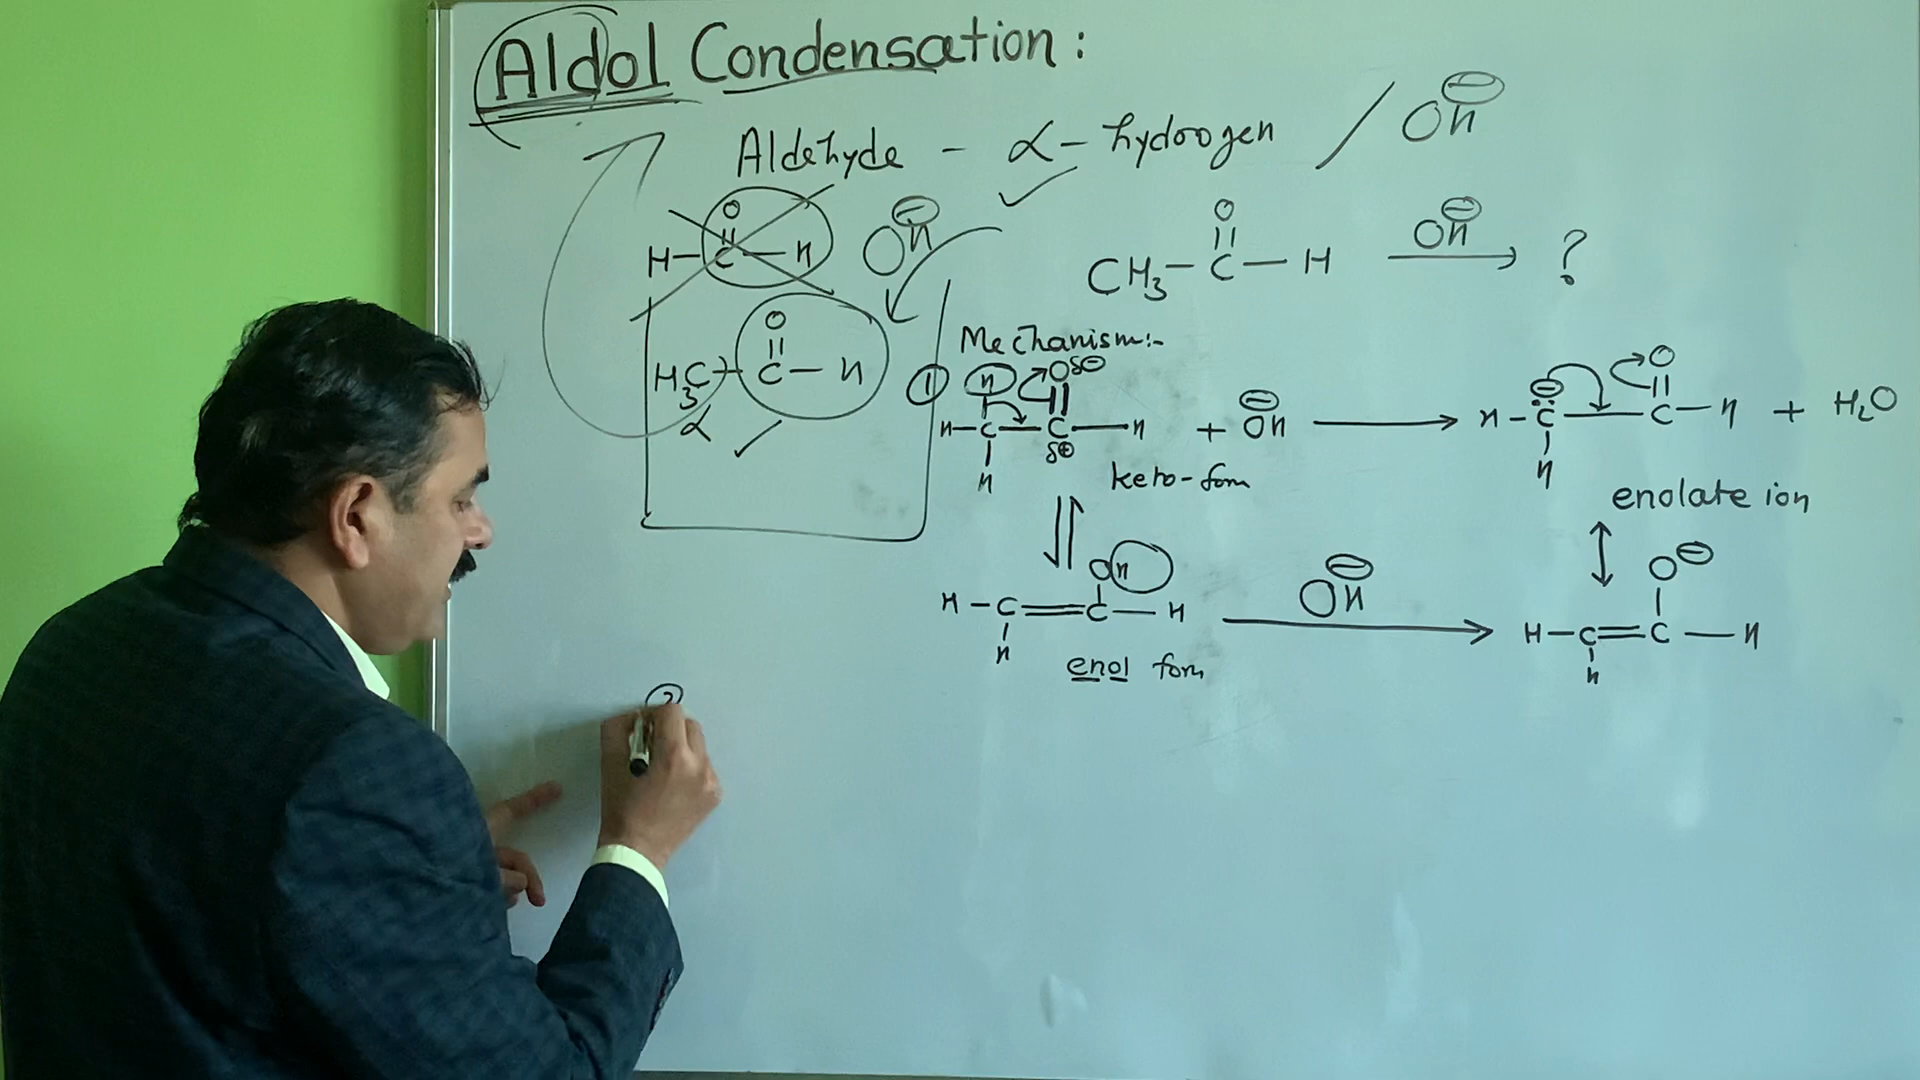 Aldol Condensation :
Aldehyde - α - hydrogen / OH⊖
O
||
H-C-H OH⊖
O
||
CH3-C-H OH⊖ → ?
O
||
H3C-C-H
α
Mechanism:-
① H Oδ⊖
||
H-C-C-H + OH⊖ → H-C-C-H + H2O
δ⊕
H
keto-form
⊖ O
||
H
enolate ion
⇌
↔
OH
H-C=C-H OH⊖ →
H
enol form
O⊖
H-C=C-H
H
②